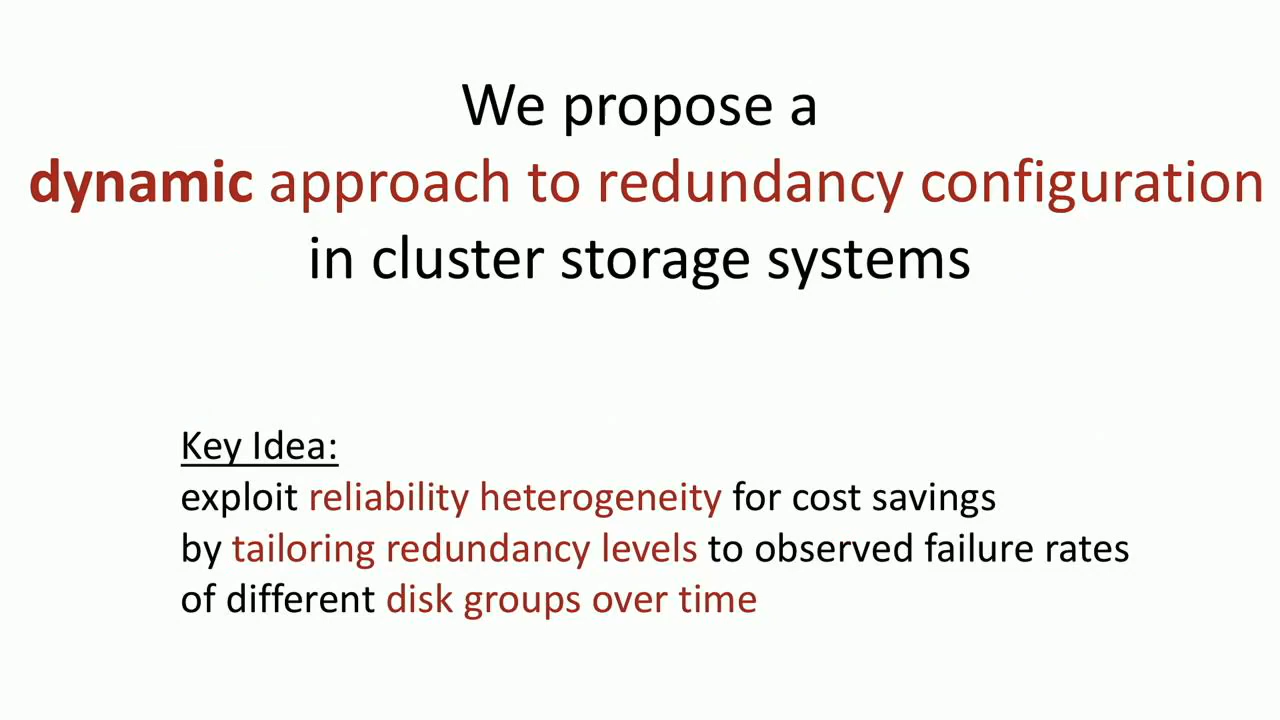 We propose a
dynamic approach to redundancy configuration
in cluster storage systems
Key Idea:
exploit reliability heterogeneity for cost savings
by tailoring redundancy levels to observed failure rates
of different disk groups over time